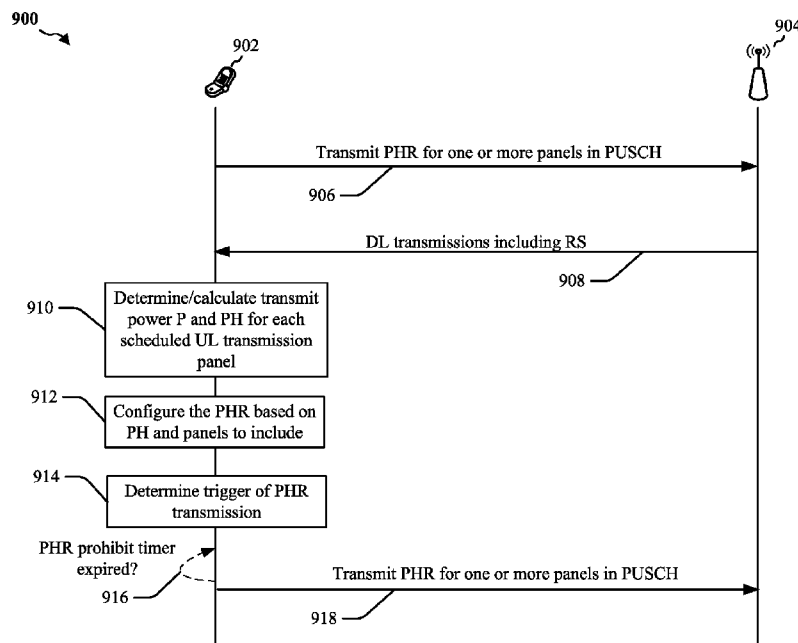 900
902
904
Transmit PHR for one or more panels in PUSCH
906
DL transmissions including RS
908
910
Determine/calculate transmit
power P and PH for each
scheduled UL transmission
panel
912
Configure the PHR based on
PH and panels to include
914
Determine trigger of PHR
transmission
PHR prohibit timer
expired?
916
Transmit PHR for one or more panels in PUSCH
918